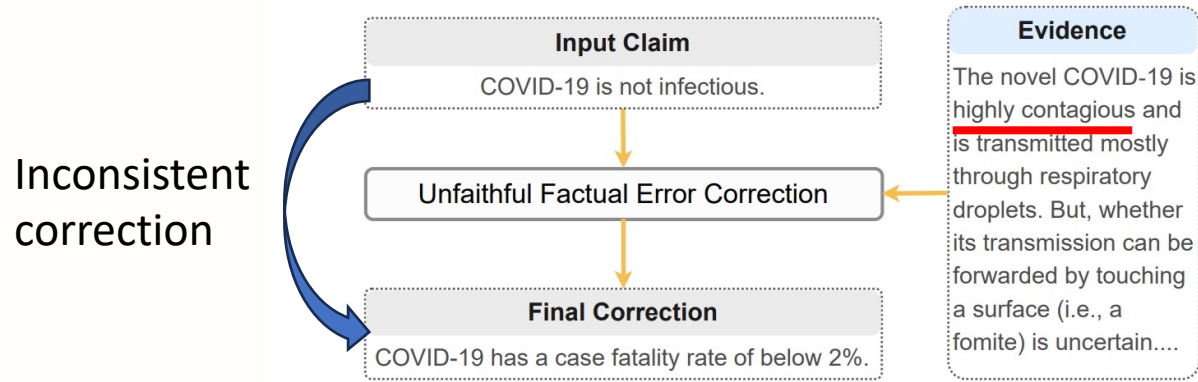 Inconsistent
correction
Input Claim
COVID-19 is not infectious.
Unfaithful Factual Error Correction
Final Correction
COVID-19 has a case fatality rate of below 2%.
Evidence
The novel COVID-19 is
highly contagious and
is transmitted mostly
through respiratory
droplets. But, whether
its transmission can be
forwarded by touching
a surface (i.e., a
fomite) is uncertain....